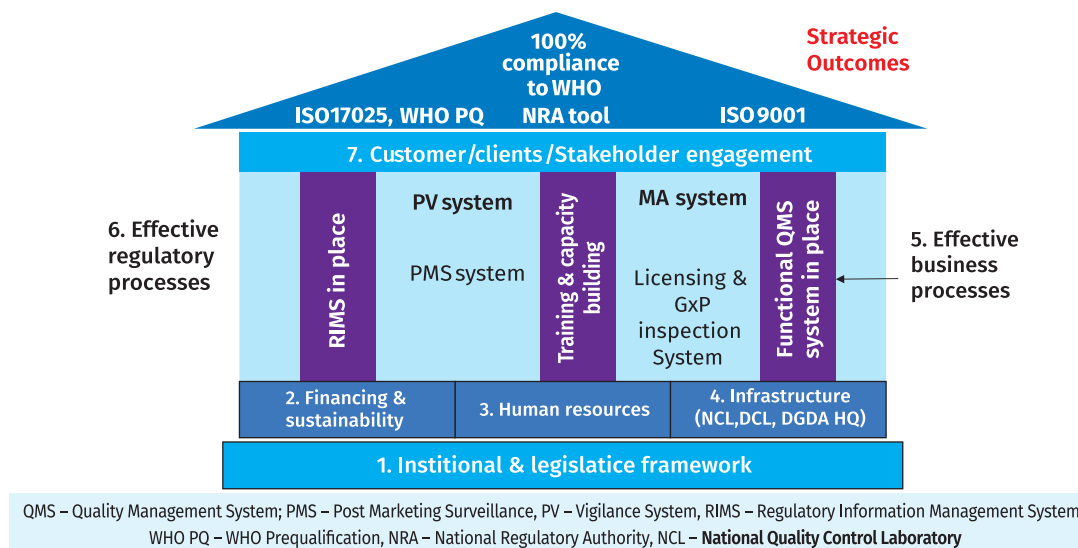 100%
compliance
to WHO
NRA tool
Strategic
Outcomes
ISO17025, WHO PQ
ISO9001
7. Customer/clients/Stakeholder engagement
6. Effective
regulatory
processes
RIMS in place
PV system
PMS system
Training & capacity
building
MA system
Licensing &
GxP
inspection
System
Functional QMS
system in place
5. Effective
business
processes
2. Financing &
sustainability
3. Human resources
4. Infrastructure
(NCL,DCL, DGDA HQ)
1. Institional & legislatice framework
QMS – Quality Management System; PMS – Post Marketing Surveillance, PV – Vigilance System, RIMS – Regulatory Information Management System
WHO PQ – WHO Prequalification, NRA – National Regulatory Authority, NCL – National Quality Control Laboratory